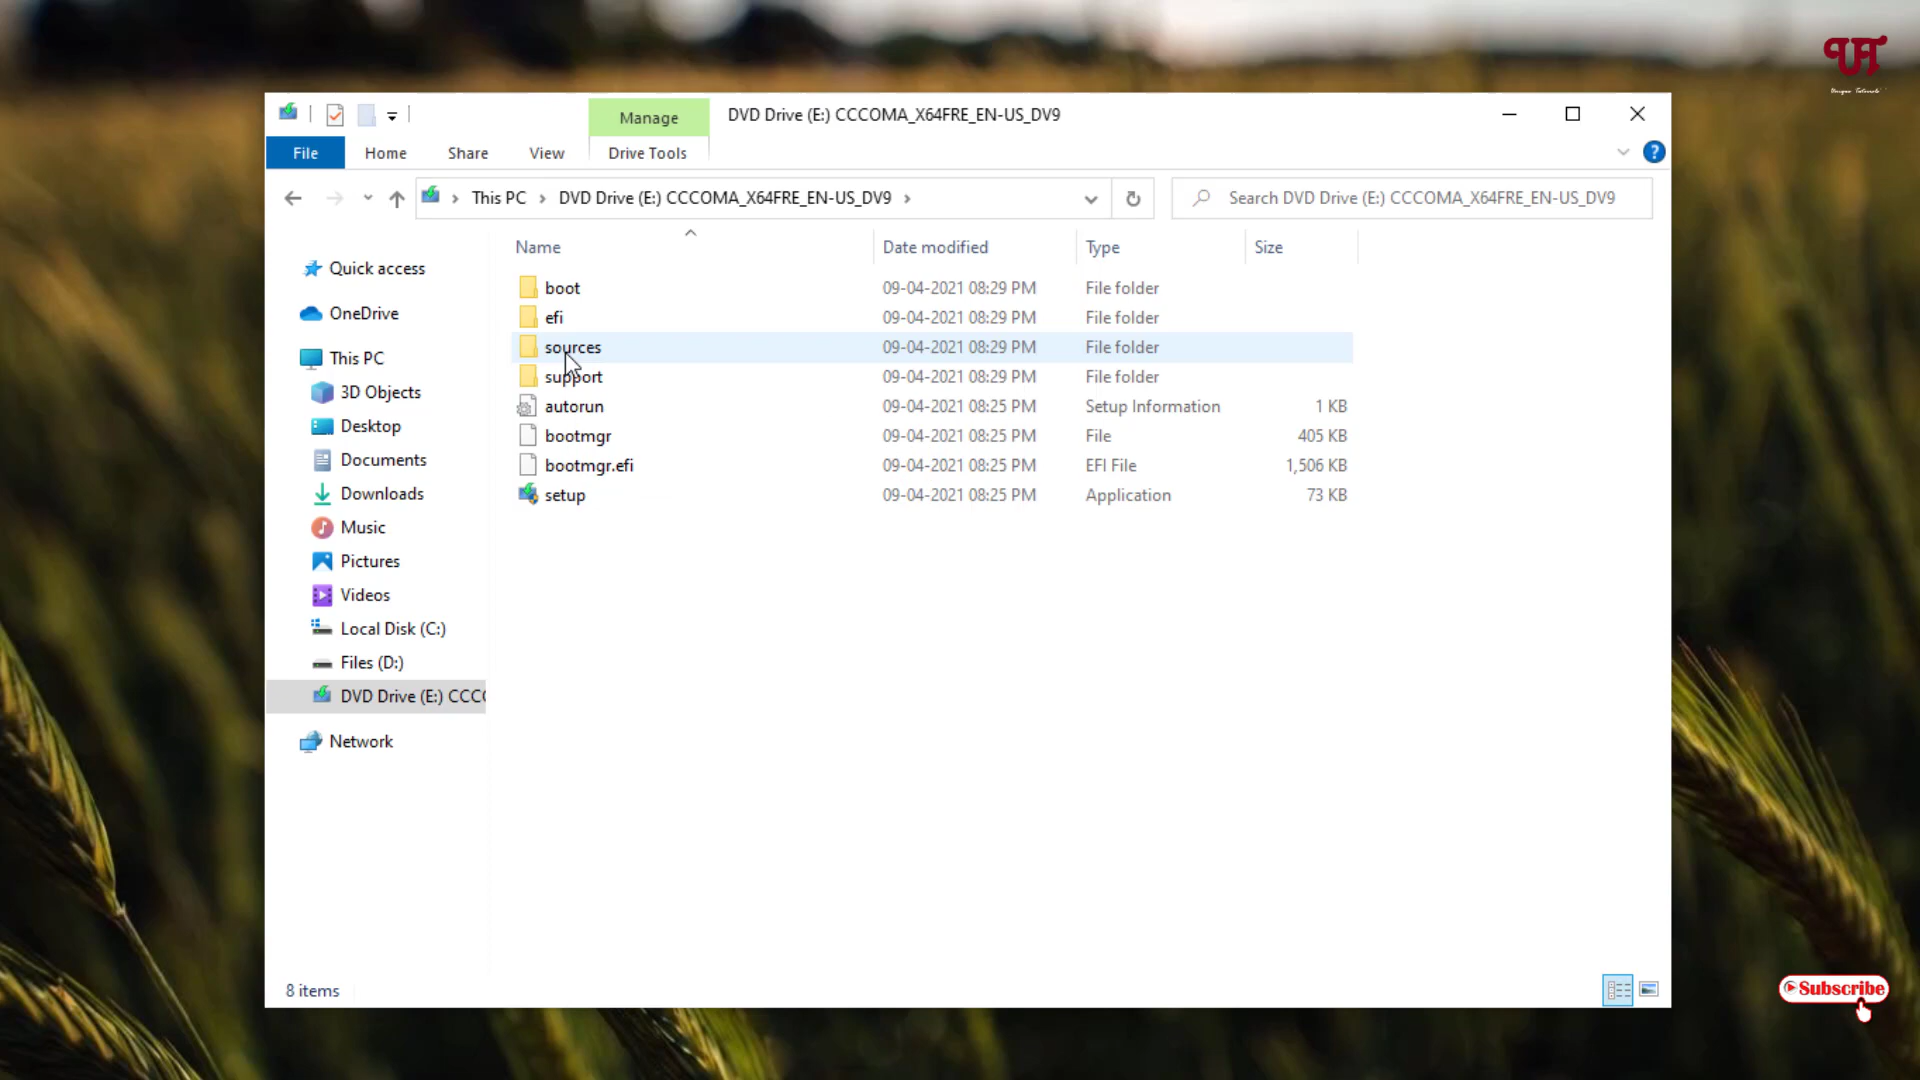 UT
Unique Tutorials
Manage
DVD Drive (E:) CCCOMA_X64FRE_EN-US_DV9
File
Home
Share
View
Drive Tools
This PC
DVD Drive (E:) CCCOMA_X64FRE_EN-US_DV9
Search DVD Drive (E:) CCCOMA_X64FRE_EN-US_DV9
Name
Date modified
Type
Size
boot 09-04-2021 08:29 PM File folder
efi 09-04-2021 08:29 PM File folder
sources 09-04-2021 08:29 PM File folder
support 09-04-2021 08:29 PM File folder
autorun 09-04-2021 08:25 PM Setup Information 1 KB
bootmgr 09-04-2021 08:25 PM File 405 KB
bootmgr.efi 09-04-2021 08:25 PM EFI File 1,506 KB
setup 09-04-2021 08:25 PM Application 73 KB
Quick access
OneDrive
This PC
3D Objects
Desktop
Documents
Downloads
Music
Pictures
Videos
Local Disk (C:)
Files (D:)
DVD Drive (E:) CCC
Network
8 items
Subscribe